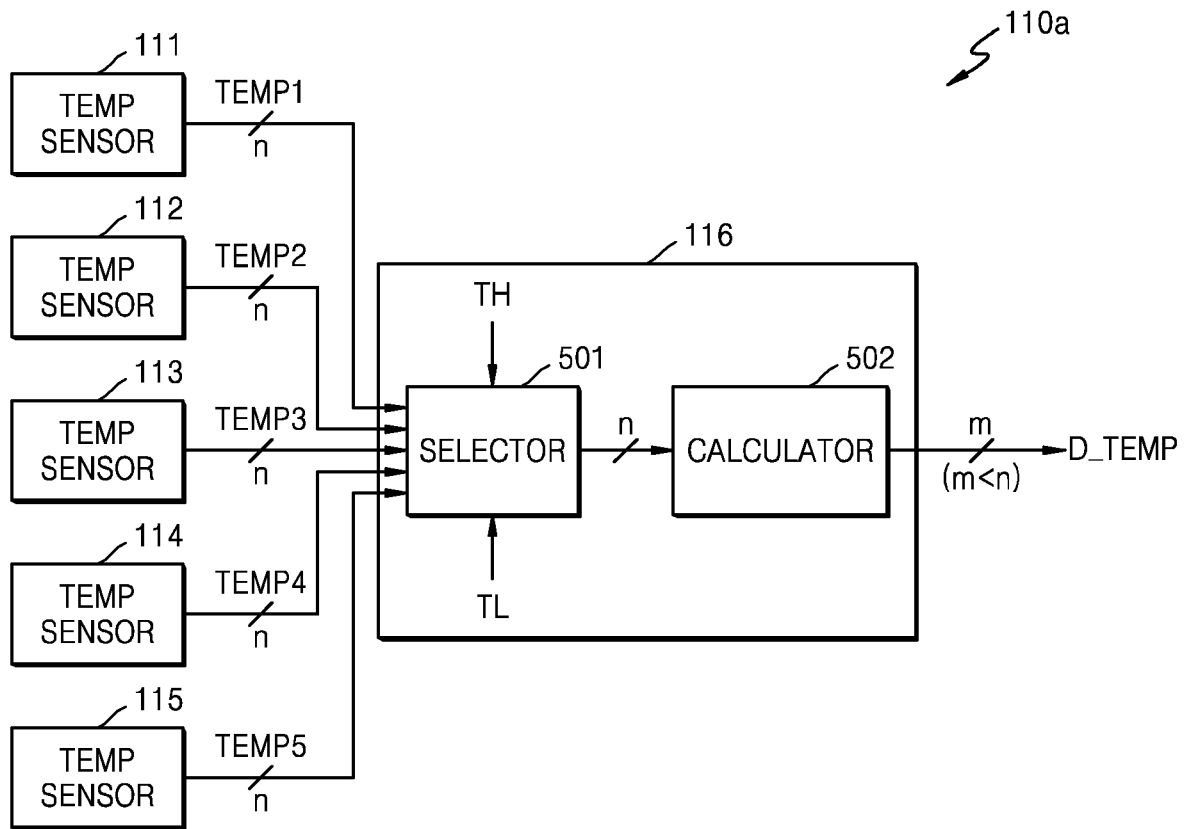 110a
111
TEMP
SENSOR
TEMP1
n
112
TEMP
SENSOR
TEMP2
n
113
TEMP
SENSOR
TEMP3
n
114
TEMP
SENSOR
TEMP4
n
115
TEMP
SENSOR
TEMP5
n
116
TH
501
SELECTOR
TL
n
502
CALCULATOR
m
(m<n)
D_TEMP